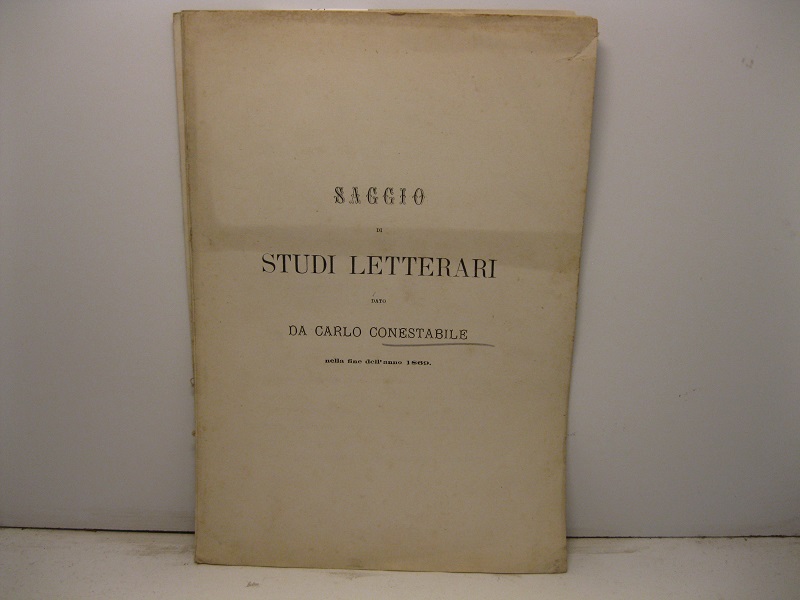 SAGGIO
DI
STUDI LETTERARI
DATO
DA CARLO CONESTABILE
nella fine dell'anno 1869.